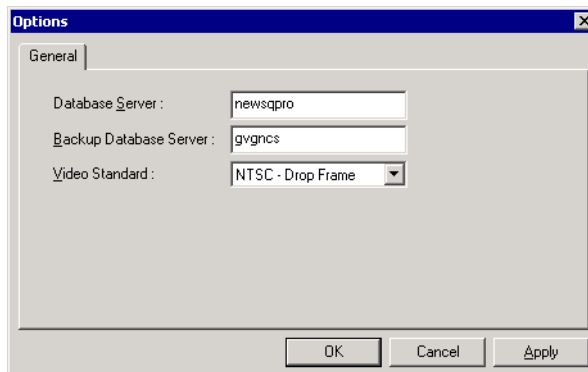 Options
General
Database Server : newsqpro
Backup Database Server : gvgncs
Video Standard : NTSC - Drop Frame
OK Cancel Apply